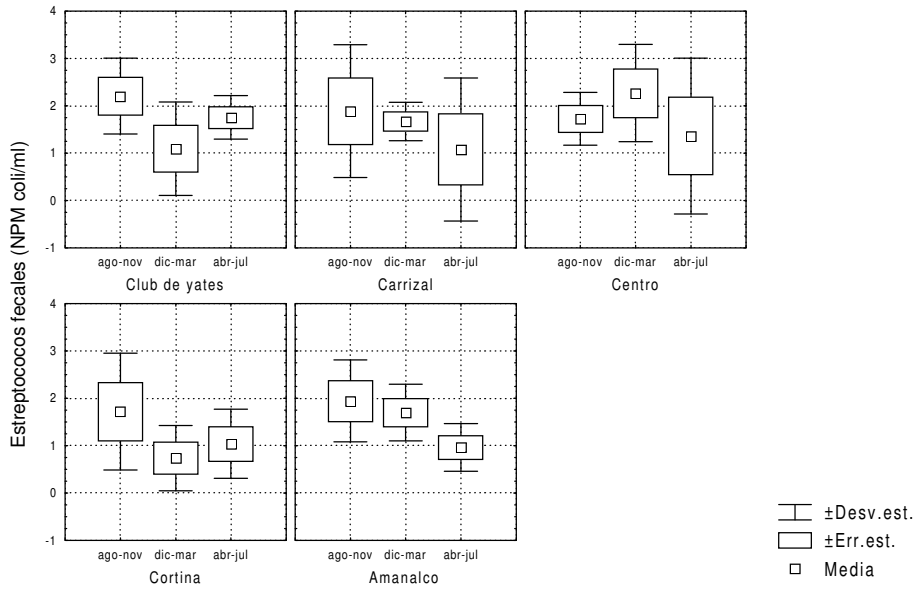 Estreptococos fecales (NPM coli/ml)
4
3
2
1
0
-1
ago-nov dic-mar abr-jul
Club de yates
ago-nov dic-mar abr-jul
Carrizal
ago-nov dic-mar abr-jul
Centro
4
3
2
1
0
-1
ago-nov dic-mar abr-jul
Cortina
ago-nov dic-mar abr-jul
Amanalco
±Desv.est.
±Err.est.
Media